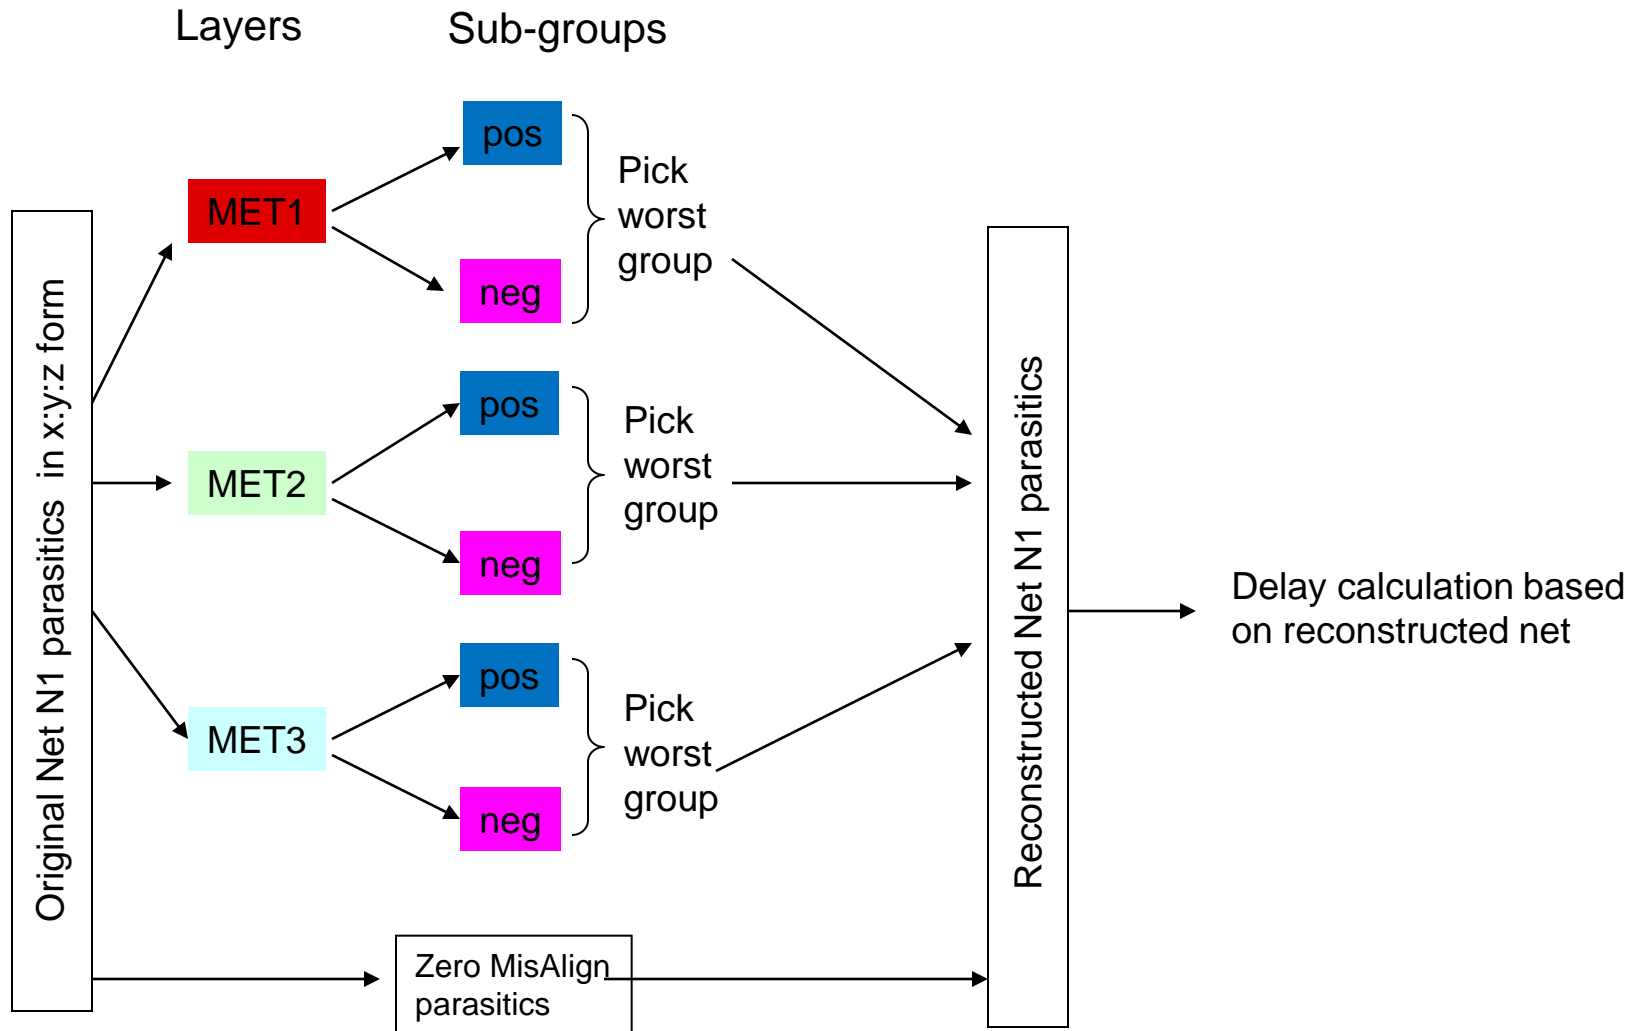 Layers
Sub-groups
Original Net N1 parasitics in x:y:z form
MET1
pos
neg
Pick
worst
group
MET2
pos
neg
Pick
worst
group
MET3
pos
neg
Pick
worst
group
Zero MisAlign
parasitics
Reconstructed Net N1 parasitics
Delay calculation based
on reconstructed net